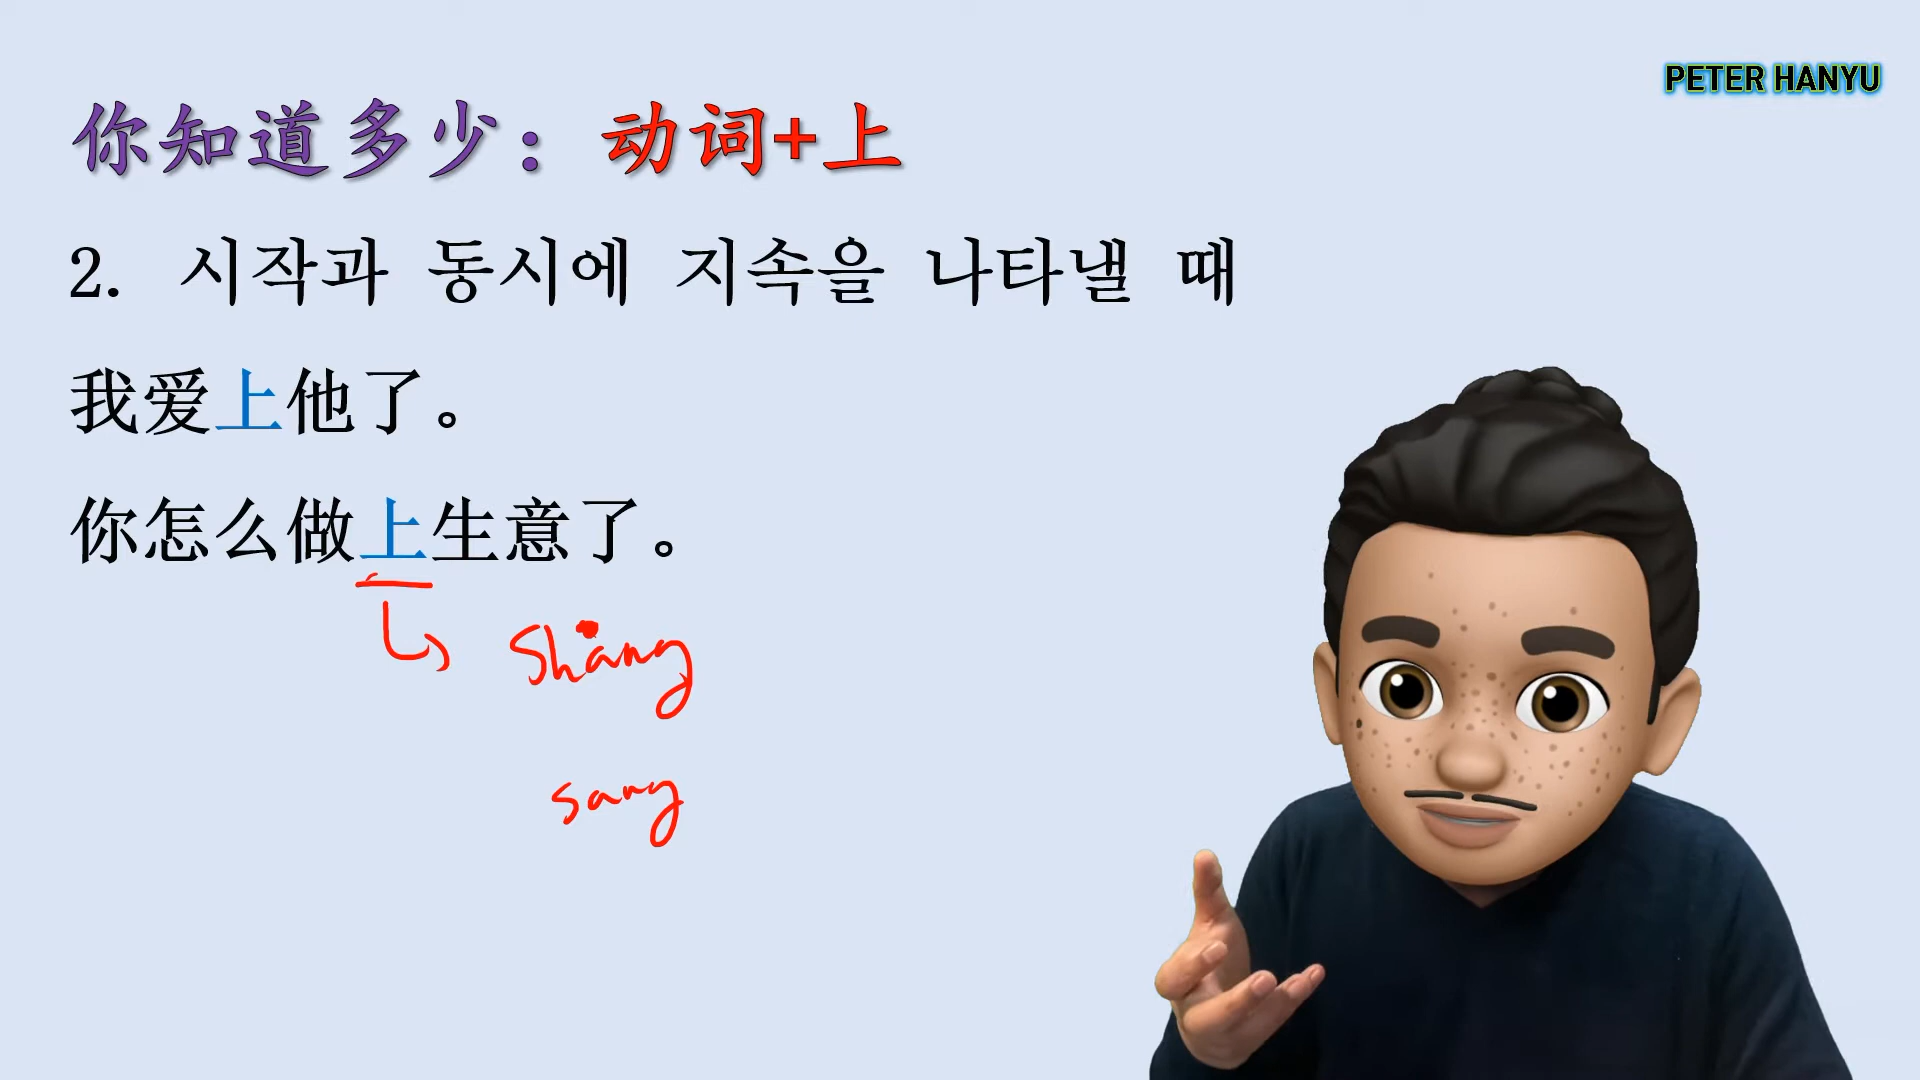 PETER HANYU
你知道多少：动词+上
2. 시작과 동시에 지속을 나타낼 때
我爱上他了。
你怎么做上生意了。
Shang
sang